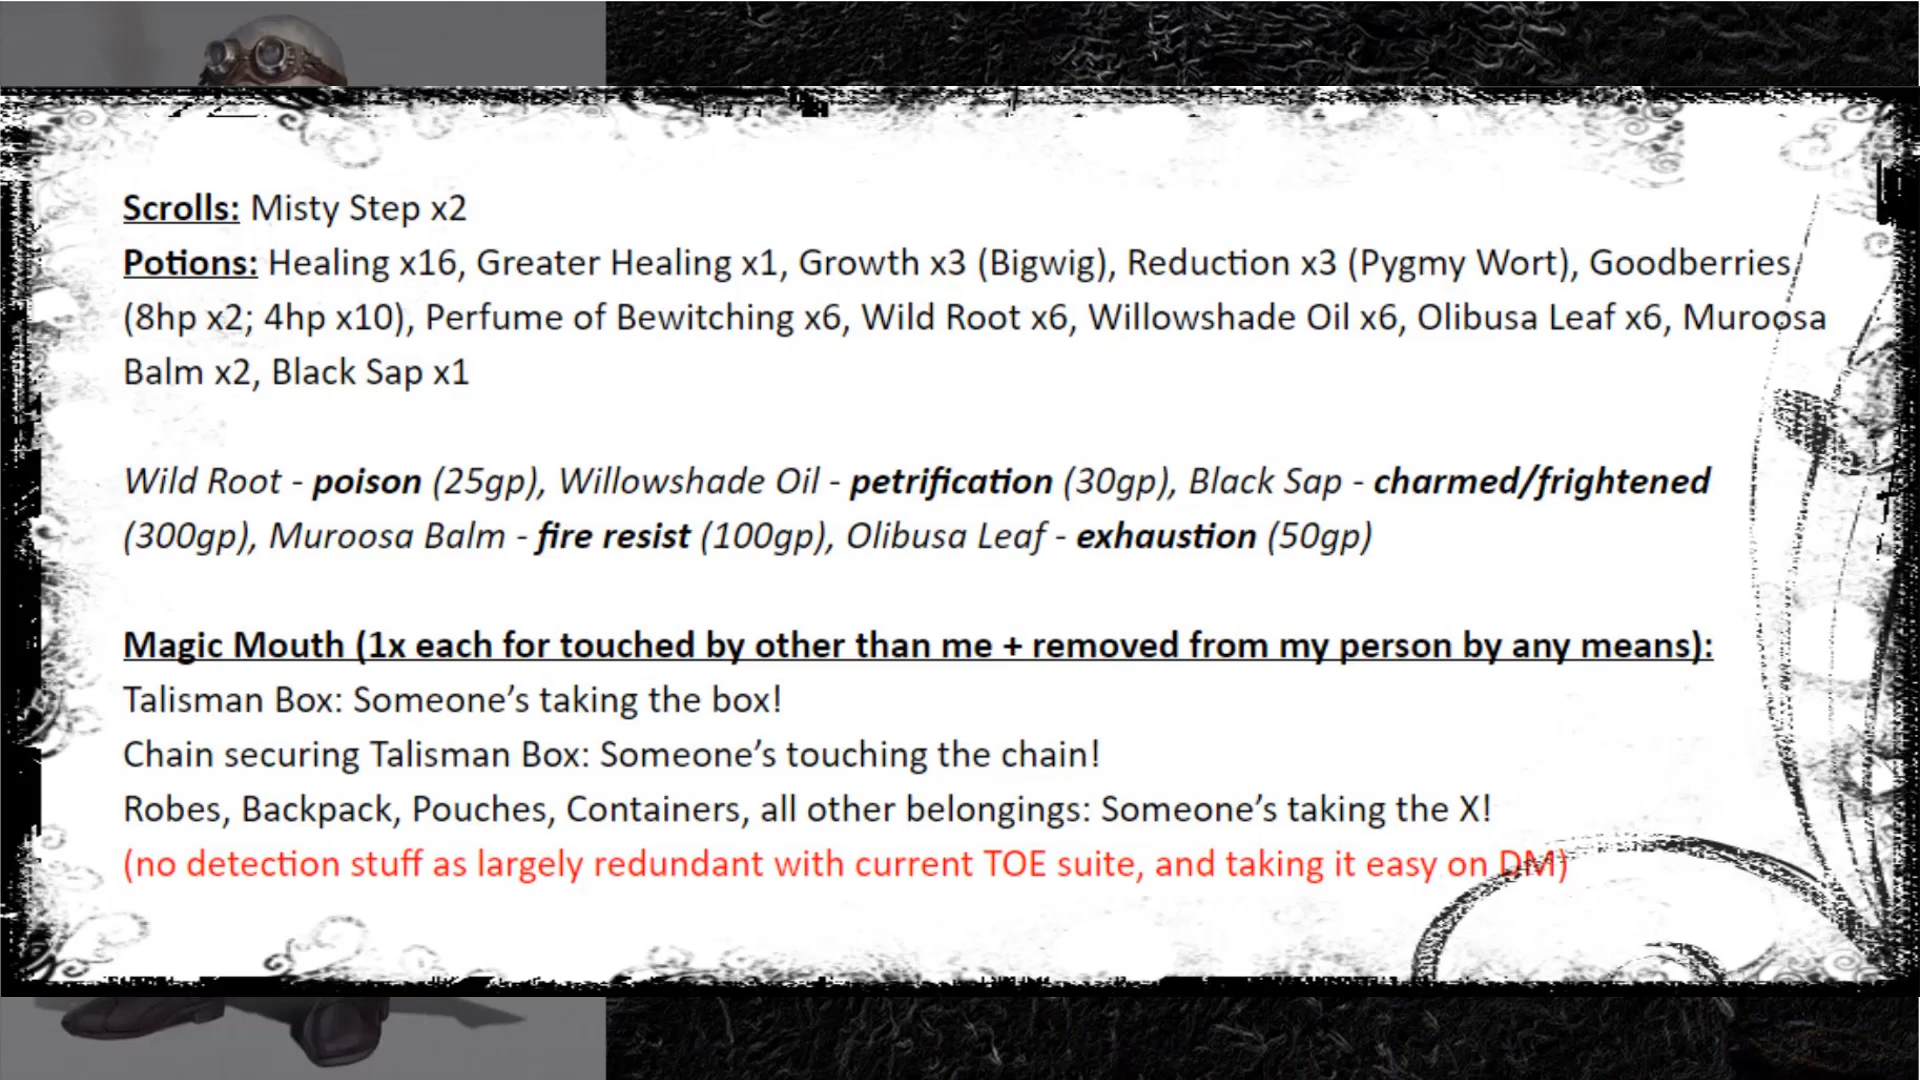 Scrolls: Misty Step x2
Potions: Healing x16, Greater Healing x1, Growth x3 (Bigwig), Reduction x3 (Pygmy Wort), Goodberries
(8hp x2; 4hp x10), Perfume of Bewitching x6, Wild Root x6, Willowshade Oil x6, Olibusa Leaf x6, Muroosa
Balm x2, Black Sap x1
Wild Root - poison (25gp), Willowshade Oil - petrification (30gp), Black Sap - charmed/frightened
(300gp), Muroosa Balm - fire resist (100gp), Olibusa Leaf - exhaustion (50gp)
Magic Mouth (1x each for touched by other than me + removed from my person by any means):
Talisman Box: Someone’s taking the box!
Chain securing Talisman Box: Someone’s touching the chain!
Robes, Backpack, Pouches, Containers, all other belongings: Someone’s taking the X!
(no detection stuff as largely redundant with current TOE suite, and taking it easy on DM)